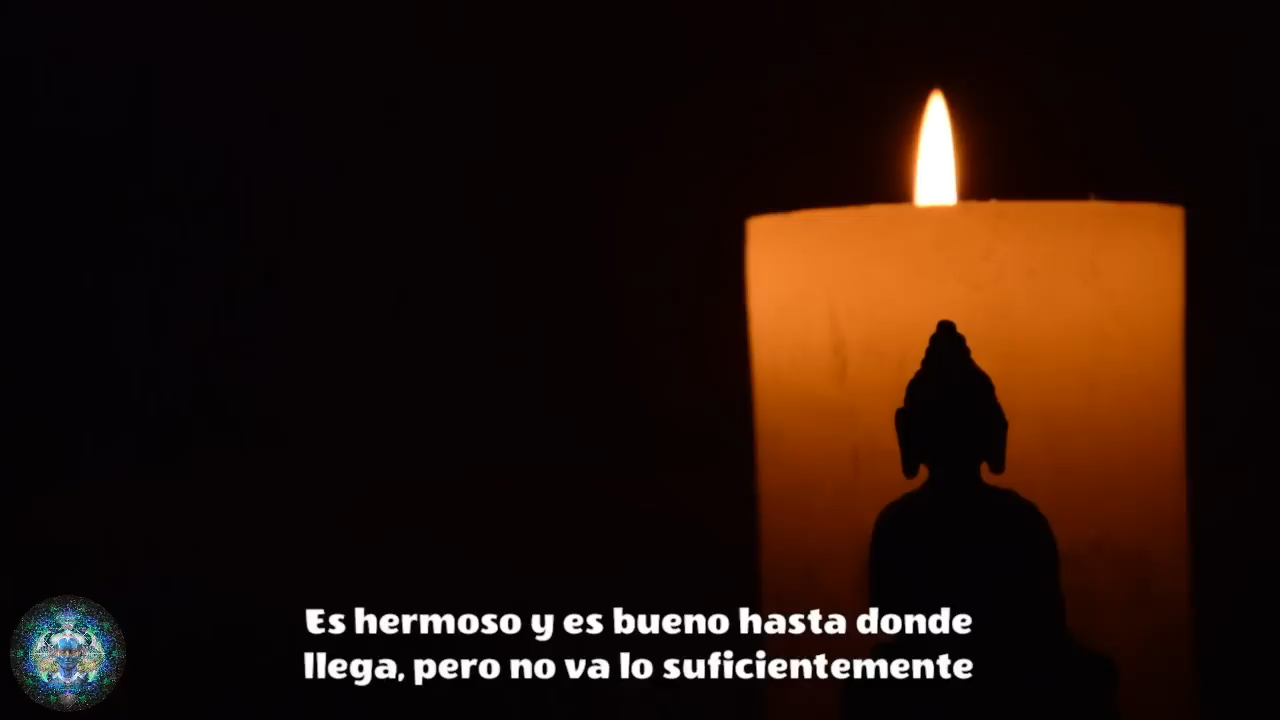 Es hermoso y es bueno hasta donde
llega, pero no va lo suficientemente